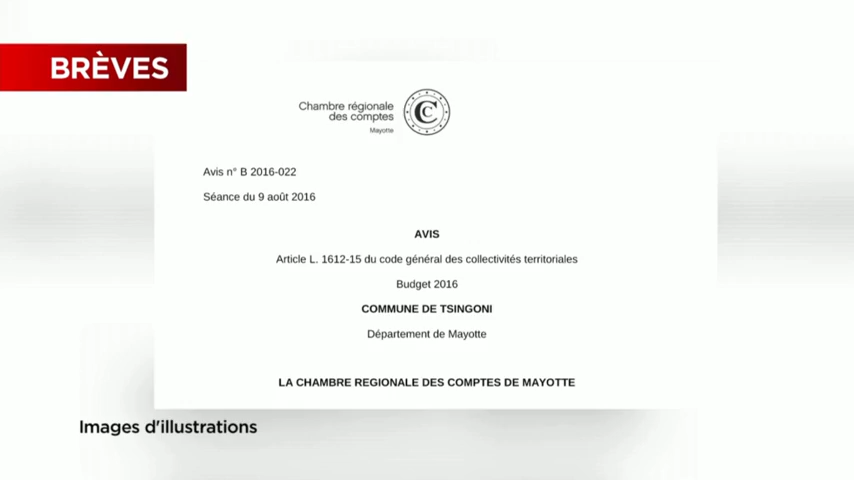 BRÈVES
Chambre régionale
des comptes
Mayotte
Avis n° B 2016-022
Séance du 9 août 2016
AVIS
Article L. 1612-15 du code général des collectivités territoriales
Budget 2016
COMMUNE DE TSINGONI
Département de Mayotte
LA CHAMBRE REGIONALE DES COMPTES DE MAYOTTE
Images d'illustrations